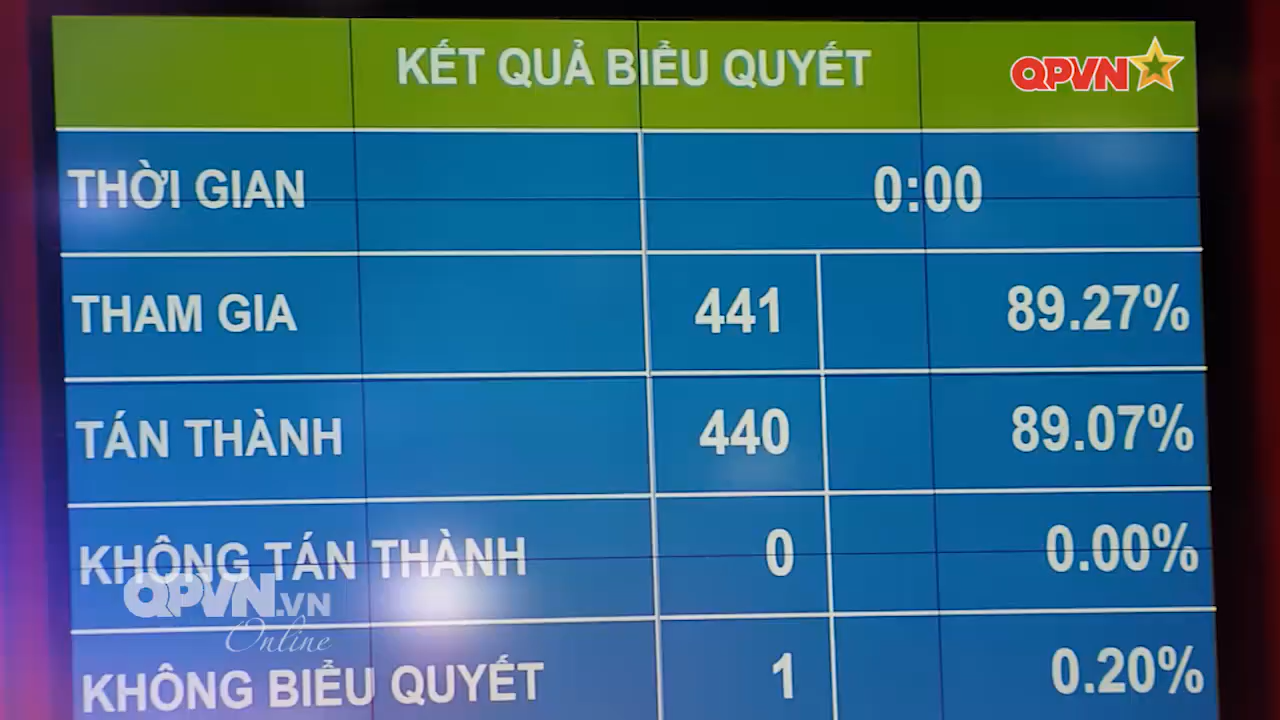 KẾT QUẢ BIỂU QUYẾT
QPVN
THỜI GIAN 0:00
THAM GIA 441 89.27%
TÁN THÀNH 440 89.07%
KHÔNG TÁN THÀNH 0 0.00%
QPVN.VN
Online
KHÔNG BIỂU QUYẾT 1 0.20%